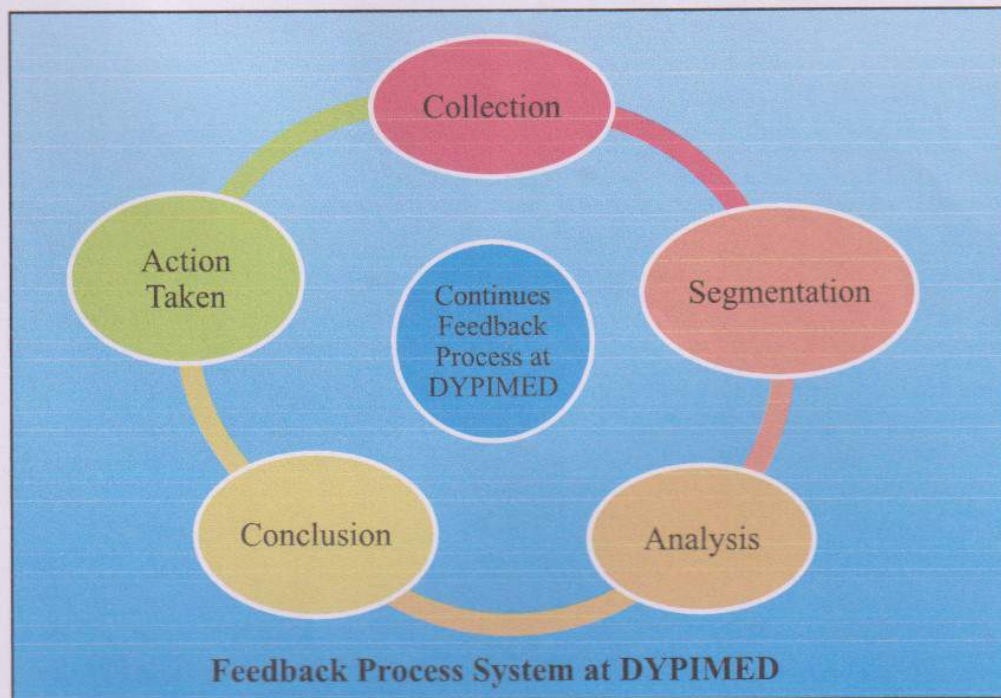 Collection
Segmentation
Analysis
Conclusion
Action
Taken
Continues
Feedback
Process at
DYPIMED
Feedback Process System at DYPIMED